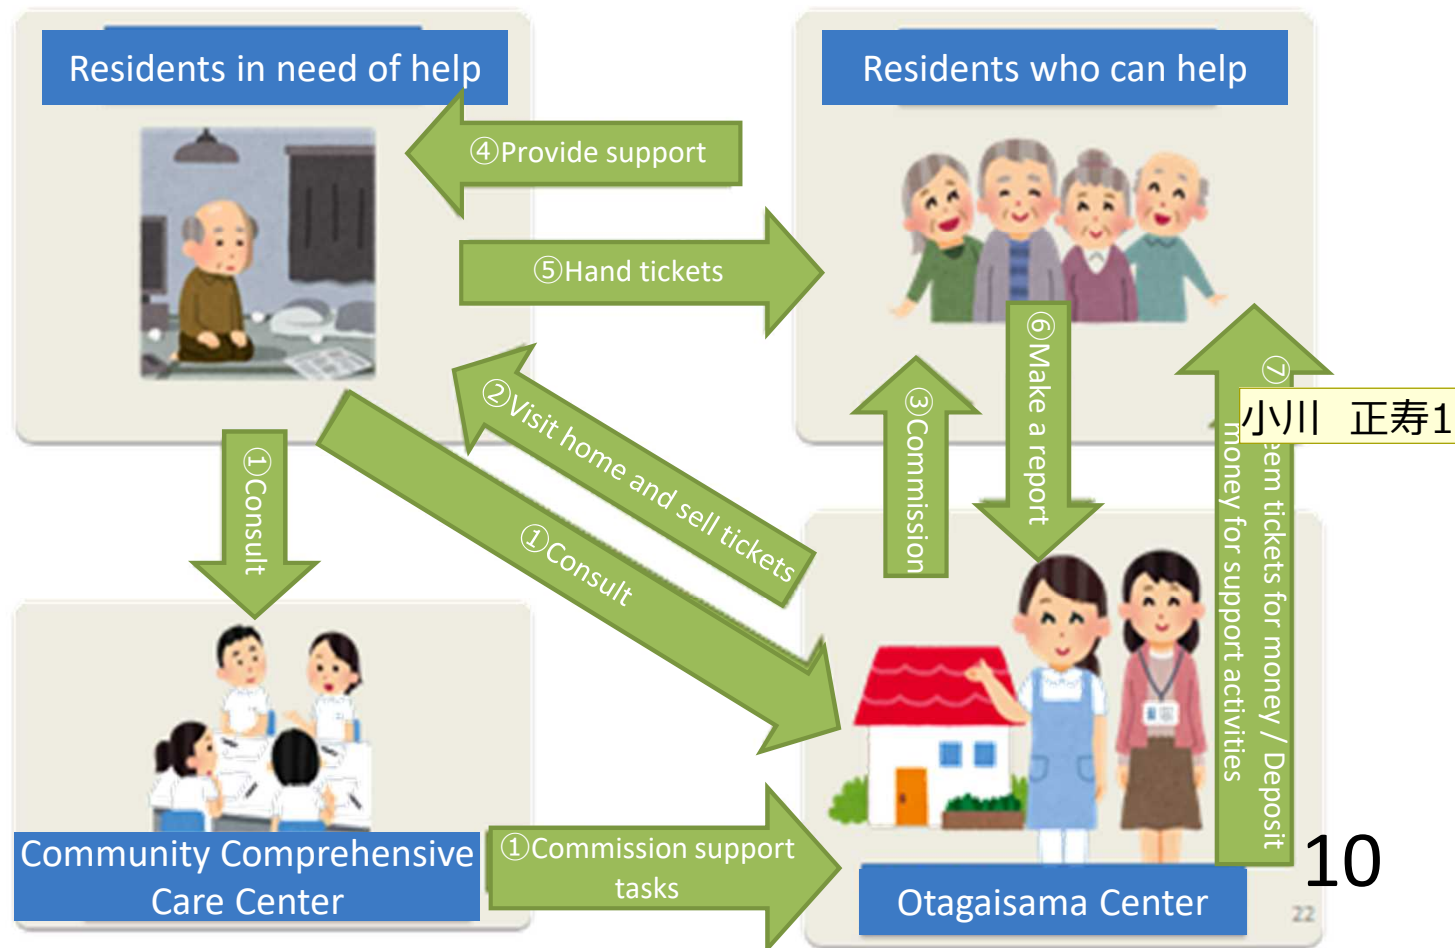 Residents in need of help
Residents who can help
④Provide support
⑤Hand tickets
②Visit home and sell tickets
①Consult
①Consult
③Commission
⑥Make a report
⑦
小川　正寿1
eem tickets for money / Deposit
money for support activities
Community Comprehensive
Care Center
①Commission support
tasks
Otagaisama Center
10
22